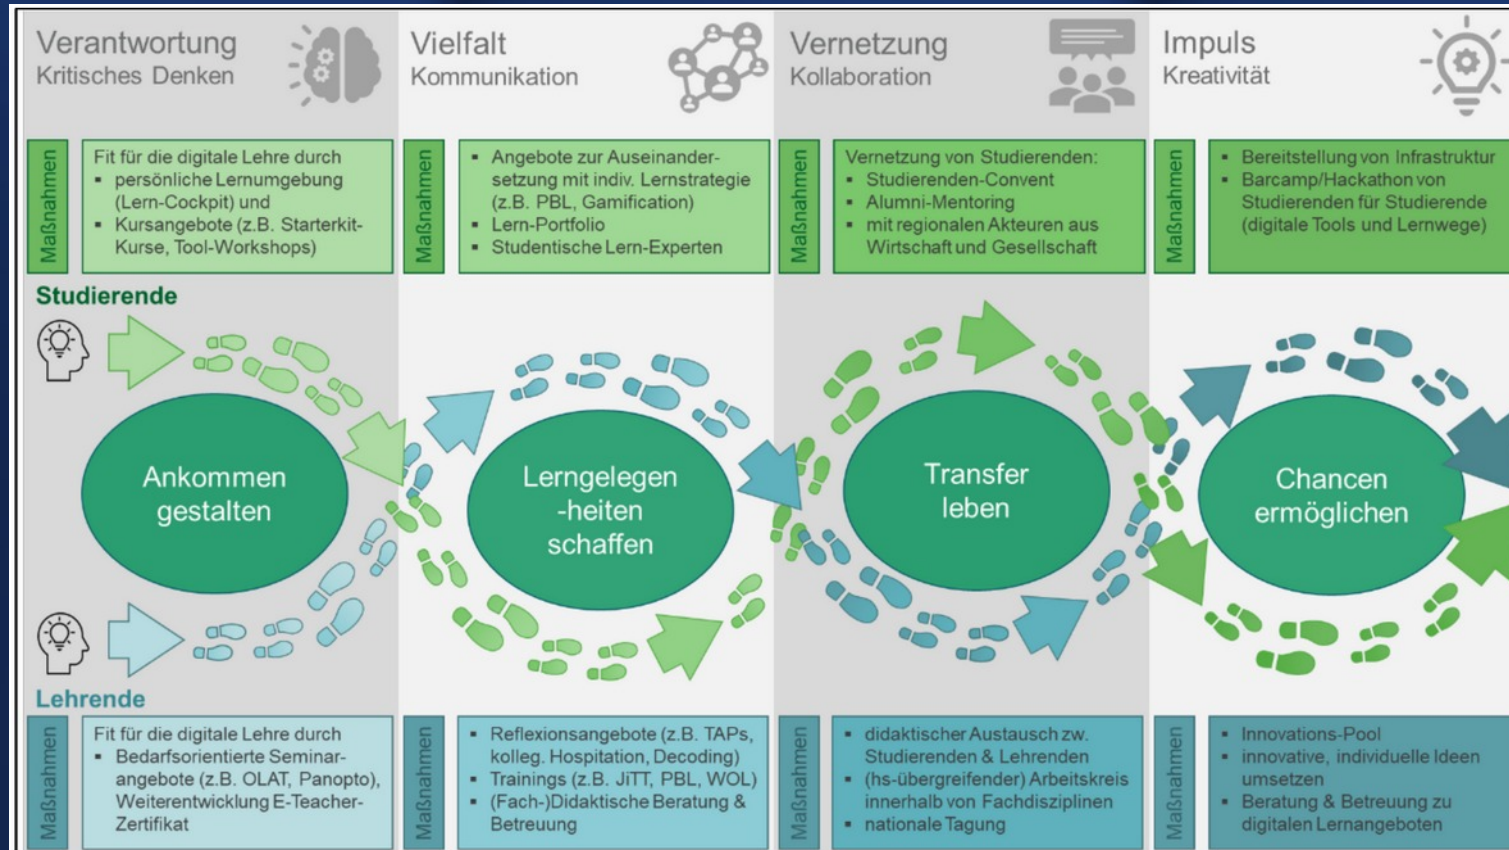 Verantwortung
Kritisches Denken
Vielfalt
Kommunikation
Vernetzung
Kollaboration
Impuls
Kreativität
Maßnahmen
Fit für die digitale Lehre durch
▪ persönliche Lernumgebung
(Lern-Cockpit) und
▪ Kursangebote (z.B. Starterkit-
Kurse, Tool-Workshops)
Maßnahmen
▪ Angebote zur Auseinander-
setzung mit indiv. Lernstrategie
(z.B. PBL, Gamification)
▪ Lern-Portfolio
▪ Studentische Lern-Experten
Maßnahmen
Vernetzung von Studierenden:
▪ Studierenden-Convent
▪ Alumni-Mentoring
▪ mit regionalen Akteuren aus
Wirtschaft und Gesellschaft
Maßnahmen
▪ Bereitstellung von Infrastruktur
▪ Barcamp/Hackathon von
Studierenden für Studierende
(digitale Tools und Lernwege)
Studierende
Ankommen
gestalten
Lerngelegen
-heiten
schaffen
Transfer
leben
Chancen
ermöglichen
Lehrende
Maßnahmen
Fit für die digitale Lehre durch
▪ Bedarfsorientierte Seminar-
angebote (z.B. OLAT, Panopto),
Weiterentwicklung E-Teacher-
Zertifikat
Maßnahmen
▪ Reflexionsangebote (z.B. TAPs,
kolleg. Hospitation, Decoding)
▪ Trainings (z.B. JiTT, PBL, WOL)
▪ (Fach-)Didaktische Beratung &
Betreuung
Maßnahmen
▪ didaktischer Austausch zw.
Studierenden & Lehrenden
▪ (hs-übergreifender) Arbeitskreis
innerhalb von Fachdisziplinen
▪ nationale Tagung
Maßnahmen
▪ Innovations-Pool
▪ innovative, individuelle Ideen
umsetzen
▪ Beratung & Betreuung zu
digitalen Lernangeboten